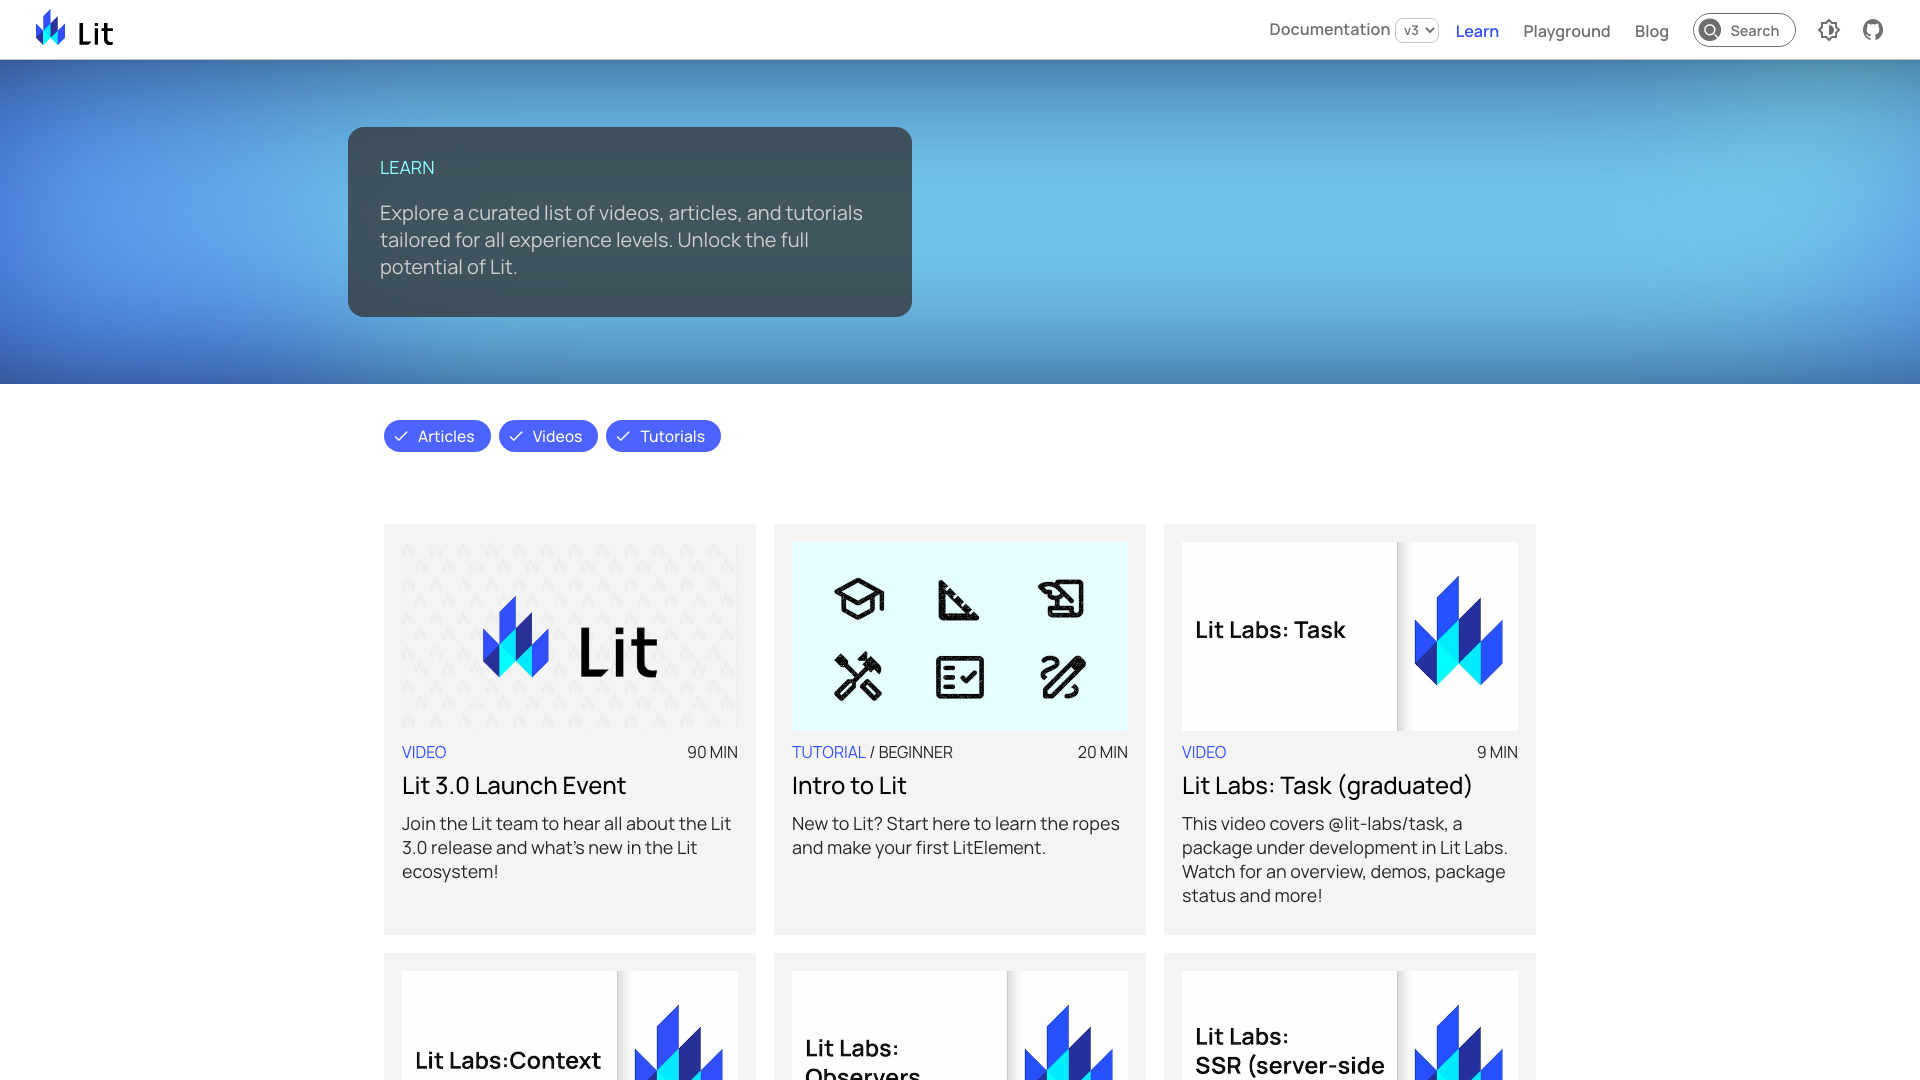 Lit
Documentation v3 Learn Playground Blog Search
LEARN
Explore a curated list of videos, articles, and tutorials
tailored for all experience levels. Unlock the full
potential of Lit.
Articles Videos Tutorials
Lit
VIDEO 90 MIN
Lit 3.0 Launch Event
Join the Lit team to hear all about the Lit
3.0 release and what's new in the Lit
ecosystem!
TUTORIAL / BEGINNER 20 MIN
Intro to Lit
New to Lit? Start here to learn the ropes
and make your first LitElement.
Lit Labs: Task
VIDEO 9 MIN
Lit Labs: Task (graduated)
This video covers @lit-labs/task, a
package under development in Lit Labs.
Watch for an overview, demos, package
status and more!
Lit Labs:Context
Lit Labs:
Observers
Lit Labs:
SSR (server-side